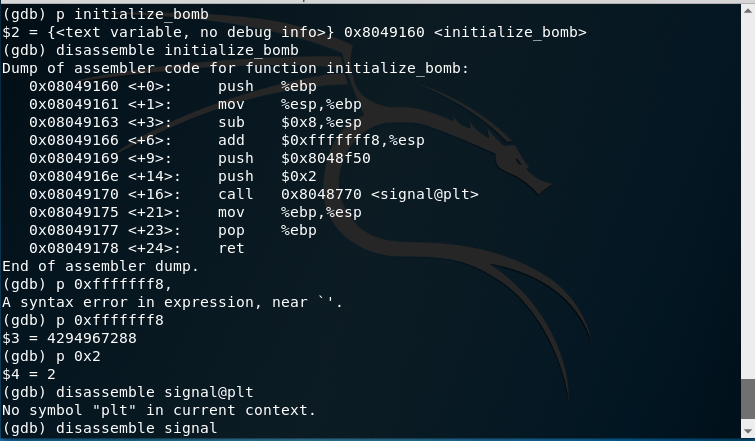 (gdb) p initialize_bomb
$2 = {<text variable, no debug info>} 0x8049160 <initialize_bomb>
(gdb) disassemble initialize_bomb
Dump of assembler code for function initialize_bomb:
   0x08049160 <+0>:     push   %ebp
   0x08049161 <+1>:     mov    %esp,%ebp
   0x08049163 <+3>:     sub    $0x8,%esp
   0x08049166 <+6>:     add    $0xfffffff8,%esp
   0x08049169 <+9>:     push   $0x8048f50
   0x0804916e <+14>:    push   $0x2
   0x08049170 <+16>:    call   0x8048770 <signal@plt>
   0x08049175 <+21>:    mov    %ebp,%esp
   0x08049177 <+23>:    pop    %ebp
   0x08049178 <+24>:    ret
End of assembler dump.
(gdb) p 0xfffffff8,
A syntax error in expression, near `'.
(gdb) p 0xfffffff8
$3 = 4294967288
(gdb) p 0x2
$4 = 2
(gdb) disassemble signal@plt
No symbol "plt" in current context.
(gdb) disassemble signal